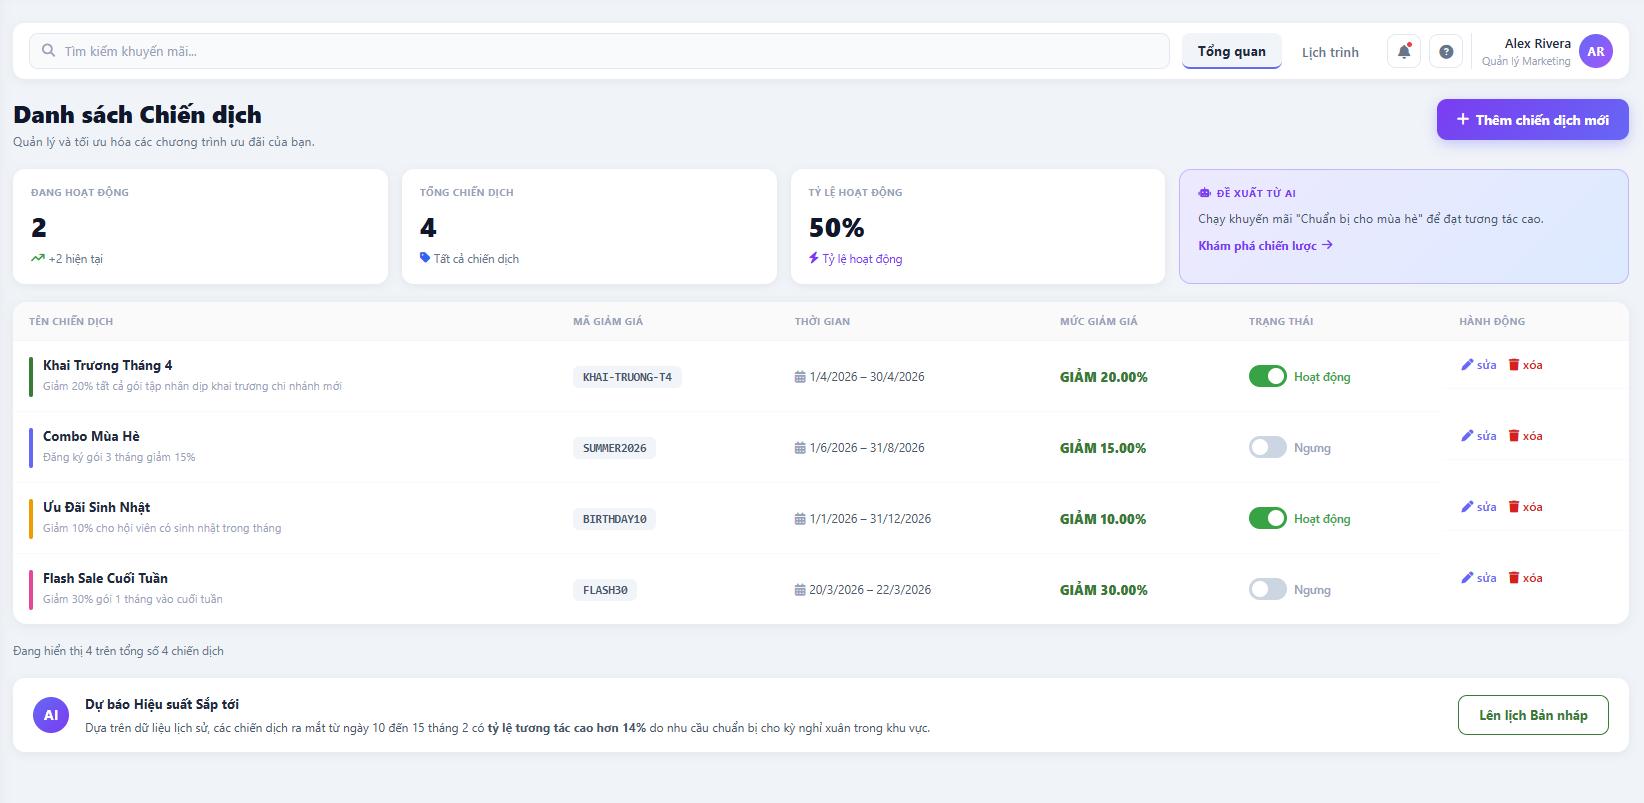 Tìm kiếm khuyến mãi...
Tổng quan
Lịch trình
Alex Rivera
Quản lý Marketing
AR
Danh sách Chiến dịch
Quản lý và tối ưu hóa các chương trình ưu đãi của bạn.
+ Thêm chiến dịch mới
ĐANG HOẠT ĐỘNG
2
+2 hiện tại
TỔNG CHIẾN DỊCH
4
Tất cả chiến dịch
TỶ LỆ HOẠT ĐỘNG
50%
Tỷ lệ hoạt động
ĐỀ XUẤT TỪ AI
Chạy khuyến mãi "Chuẩn bị cho mùa hè" để đạt tương tác cao.
Khám phá chiến lược →
TÊN CHIẾN DỊCH MÃ GIẢM GIÁ THỜI GIAN MỨC GIẢM GIÁ TRẠNG THÁI HÀNH ĐỘNG
Khai Trương Tháng 4
Giảm 20% tất cả gói tập nhân dịp khai trương chi nhánh mới
KHAI-TRUONG-T4
1/4/2026 – 30/4/2026
GIẢM 20.00%
Hoạt động
sửa xóa
Combo Mùa Hè
Đăng ký gói 3 tháng giảm 15%
SUMMER2026
1/6/2026 – 31/8/2026
GIẢM 15.00%
Ngưng
sửa xóa
Ưu Đãi Sinh Nhật
Giảm 10% cho hội viên có sinh nhật trong tháng
BIRTHDAY10
1/1/2026 – 31/12/2026
GIẢM 10.00%
Hoạt động
sửa xóa
Flash Sale Cuối Tuần
Giảm 30% gói 1 tháng vào cuối tuần
FLASH30
20/3/2026 – 22/3/2026
GIẢM 30.00%
Ngưng
sửa xóa
Đang hiển thị 4 trên tổng số 4 chiến dịch
AI
Dự báo Hiệu suất Sắp tới
Dựa trên dữ liệu lịch sử, các chiến dịch ra mắt từ ngày 10 đến 15 tháng 2 có tỷ lệ tương tác cao hơn 14% do nhu cầu chuẩn bị cho kỳ nghỉ xuân trong khu vực.
Lên lịch Bản nháp